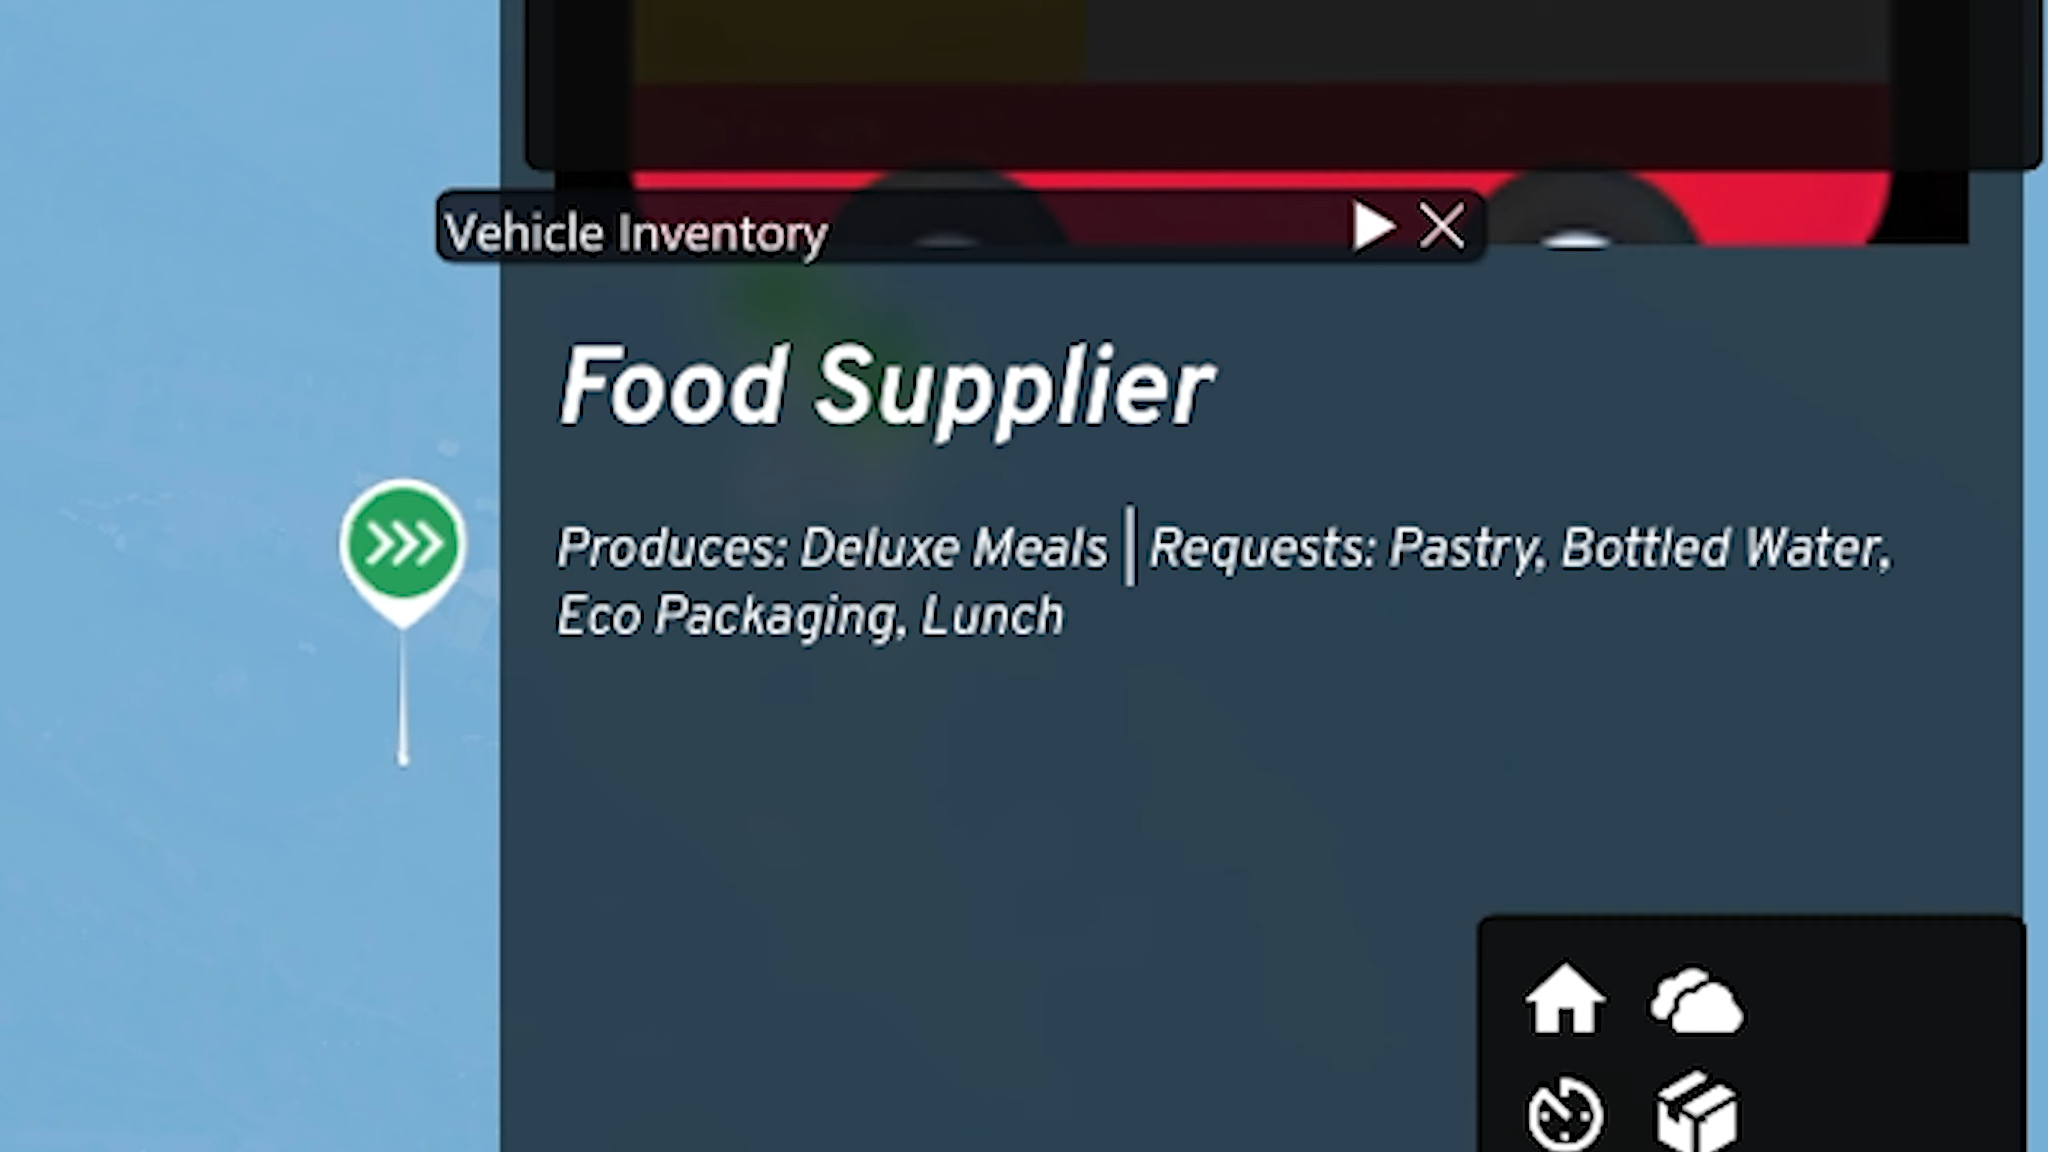 Vehicle Inventory
Food Supplier
Produces: Deluxe Meals | Requests: Pastry, Bottled Water,
Eco Packaging, Lunch